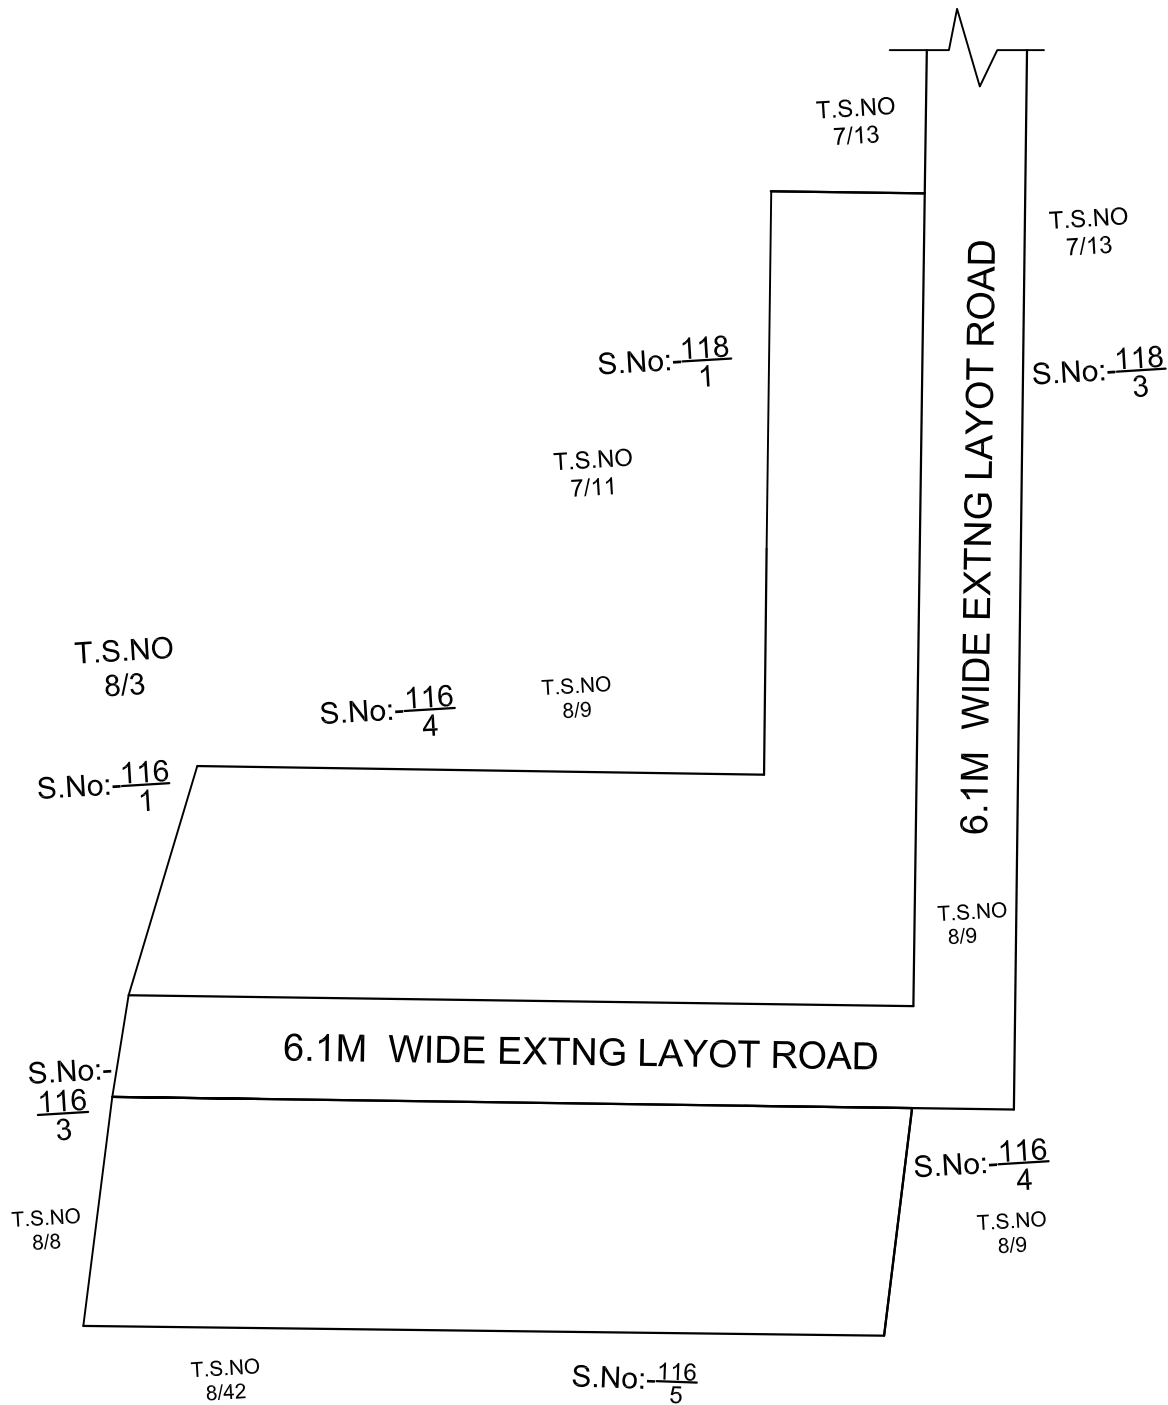 T.S.NO
7/13
T.S.NO
7/13
S.No:-118/1
S.No:-118/3
T.S.NO
7/11
6.1M WIDE EXTNG LAYOT ROAD
T.S.NO
8/3
S.No:-116/4
T.S.NO
8/9
S.No:-116/1
T.S.NO
8/9
6.1M WIDE EXTNG LAYOT ROAD
S.No:-
116/3
S.No:-116/4
T.S.NO
8/8
T.S.NO
8/9
T.S.NO
8/42
S.No:-116/5